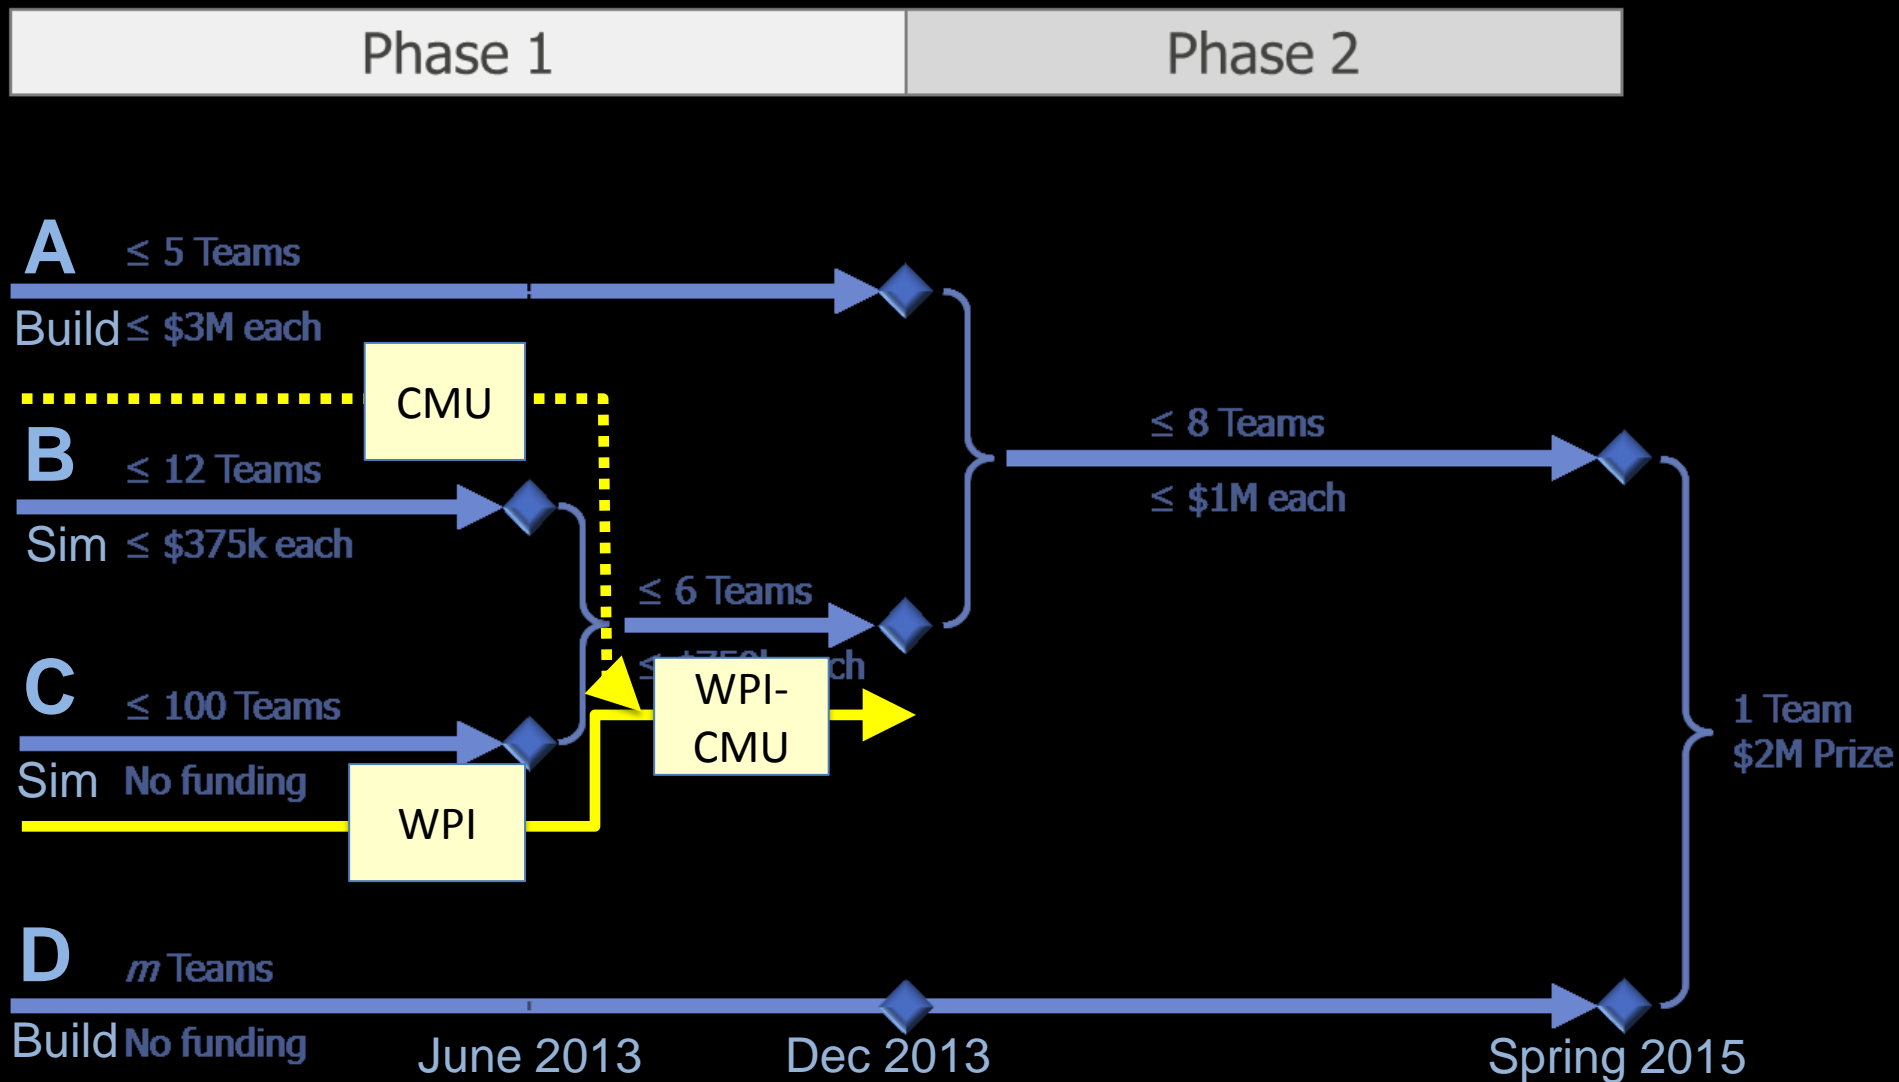 Phase 1
Phase 2
A
≤ 5 Teams
Build
≤ $3M each
CMU
B
≤ 12 Teams
Sim
≤ $375k each
≤ 8 Teams
≤ $1M each
≤ 6 Teams
C
≤ 100 Teams
Sim
No funding
WPI-
CMU
WPI
1 Team
$2M Prize
D
m Teams
Build
No funding
June 2013
Dec 2013
Spring 2015